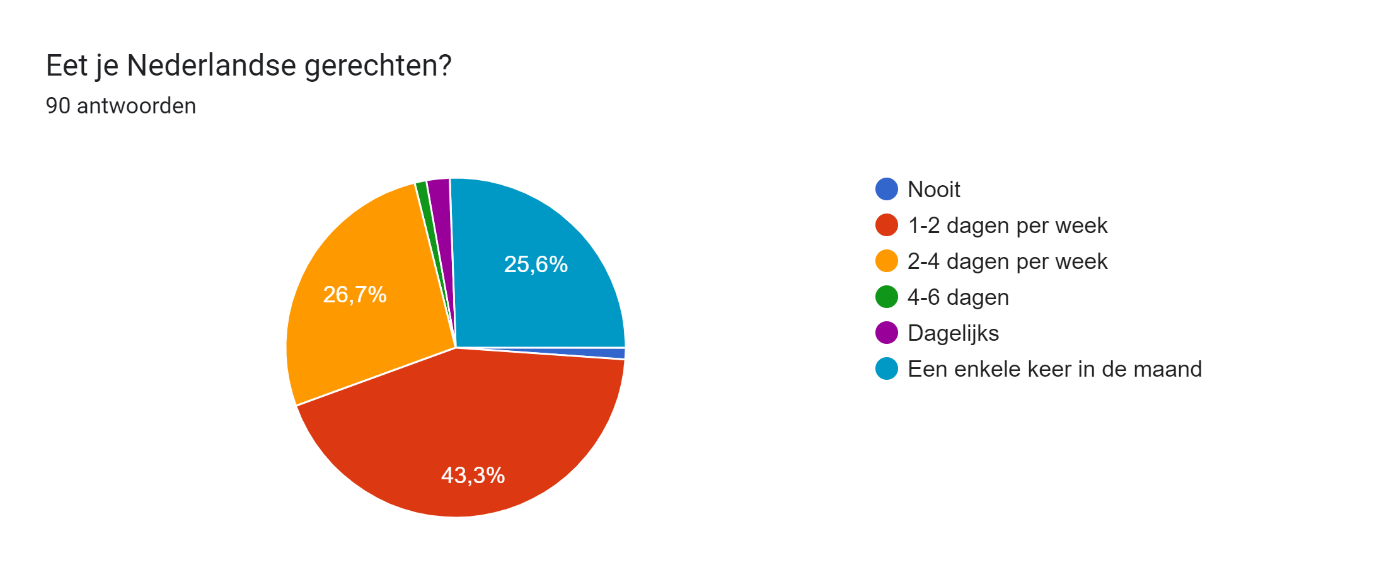 Eet je Nederlandse gerechten?
90 antwoorden
25,6%
26,7%
43,3%
Nooit
1-2 dagen per week
2-4 dagen per week
4-6 dagen
Dagelijks
Een enkele keer in de maand